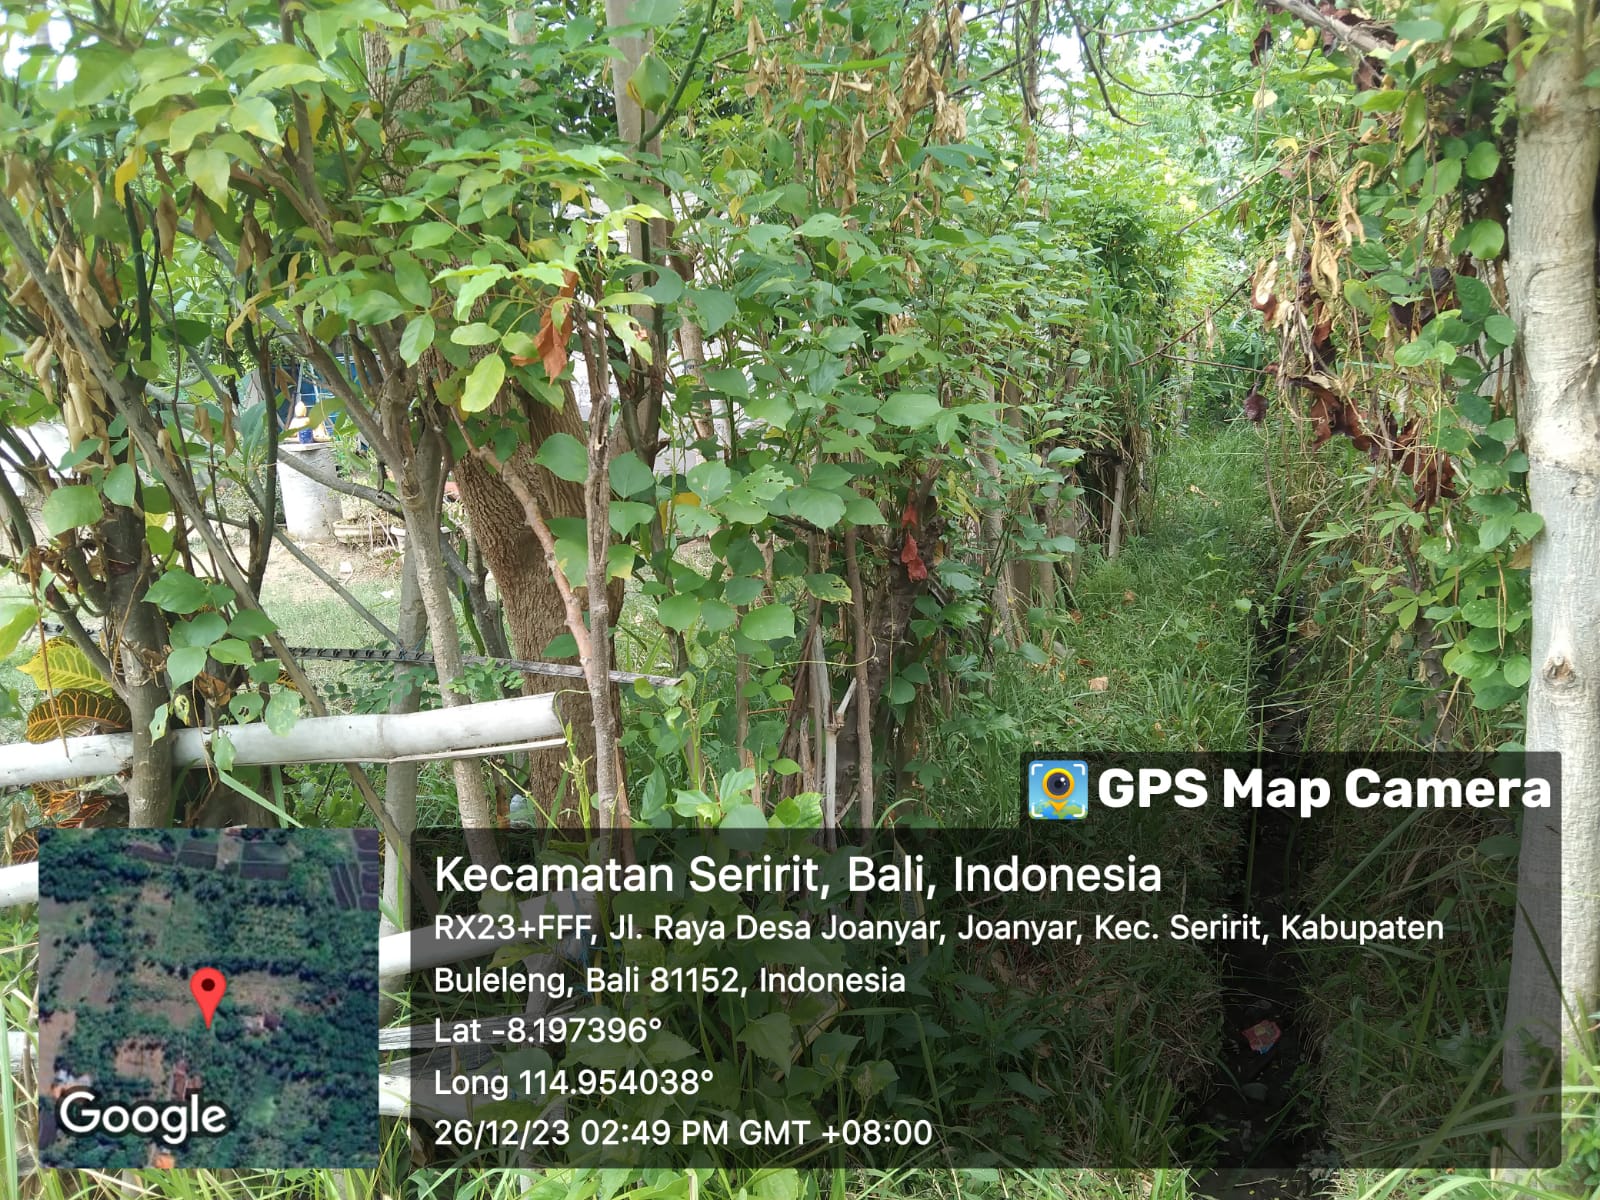 GPS Map Camera
Kecamatan Seririt, Bali, Indonesia
RX23+FFF, Jl. Raya Desa Joanyar, Joanyar, Kec. Seririt, Kabupaten
Buleleng, Bali 81152, Indonesia
Lat -8.197396°
Long 114.954038°
26/12/23 02:49 PM GMT +08:00
Google